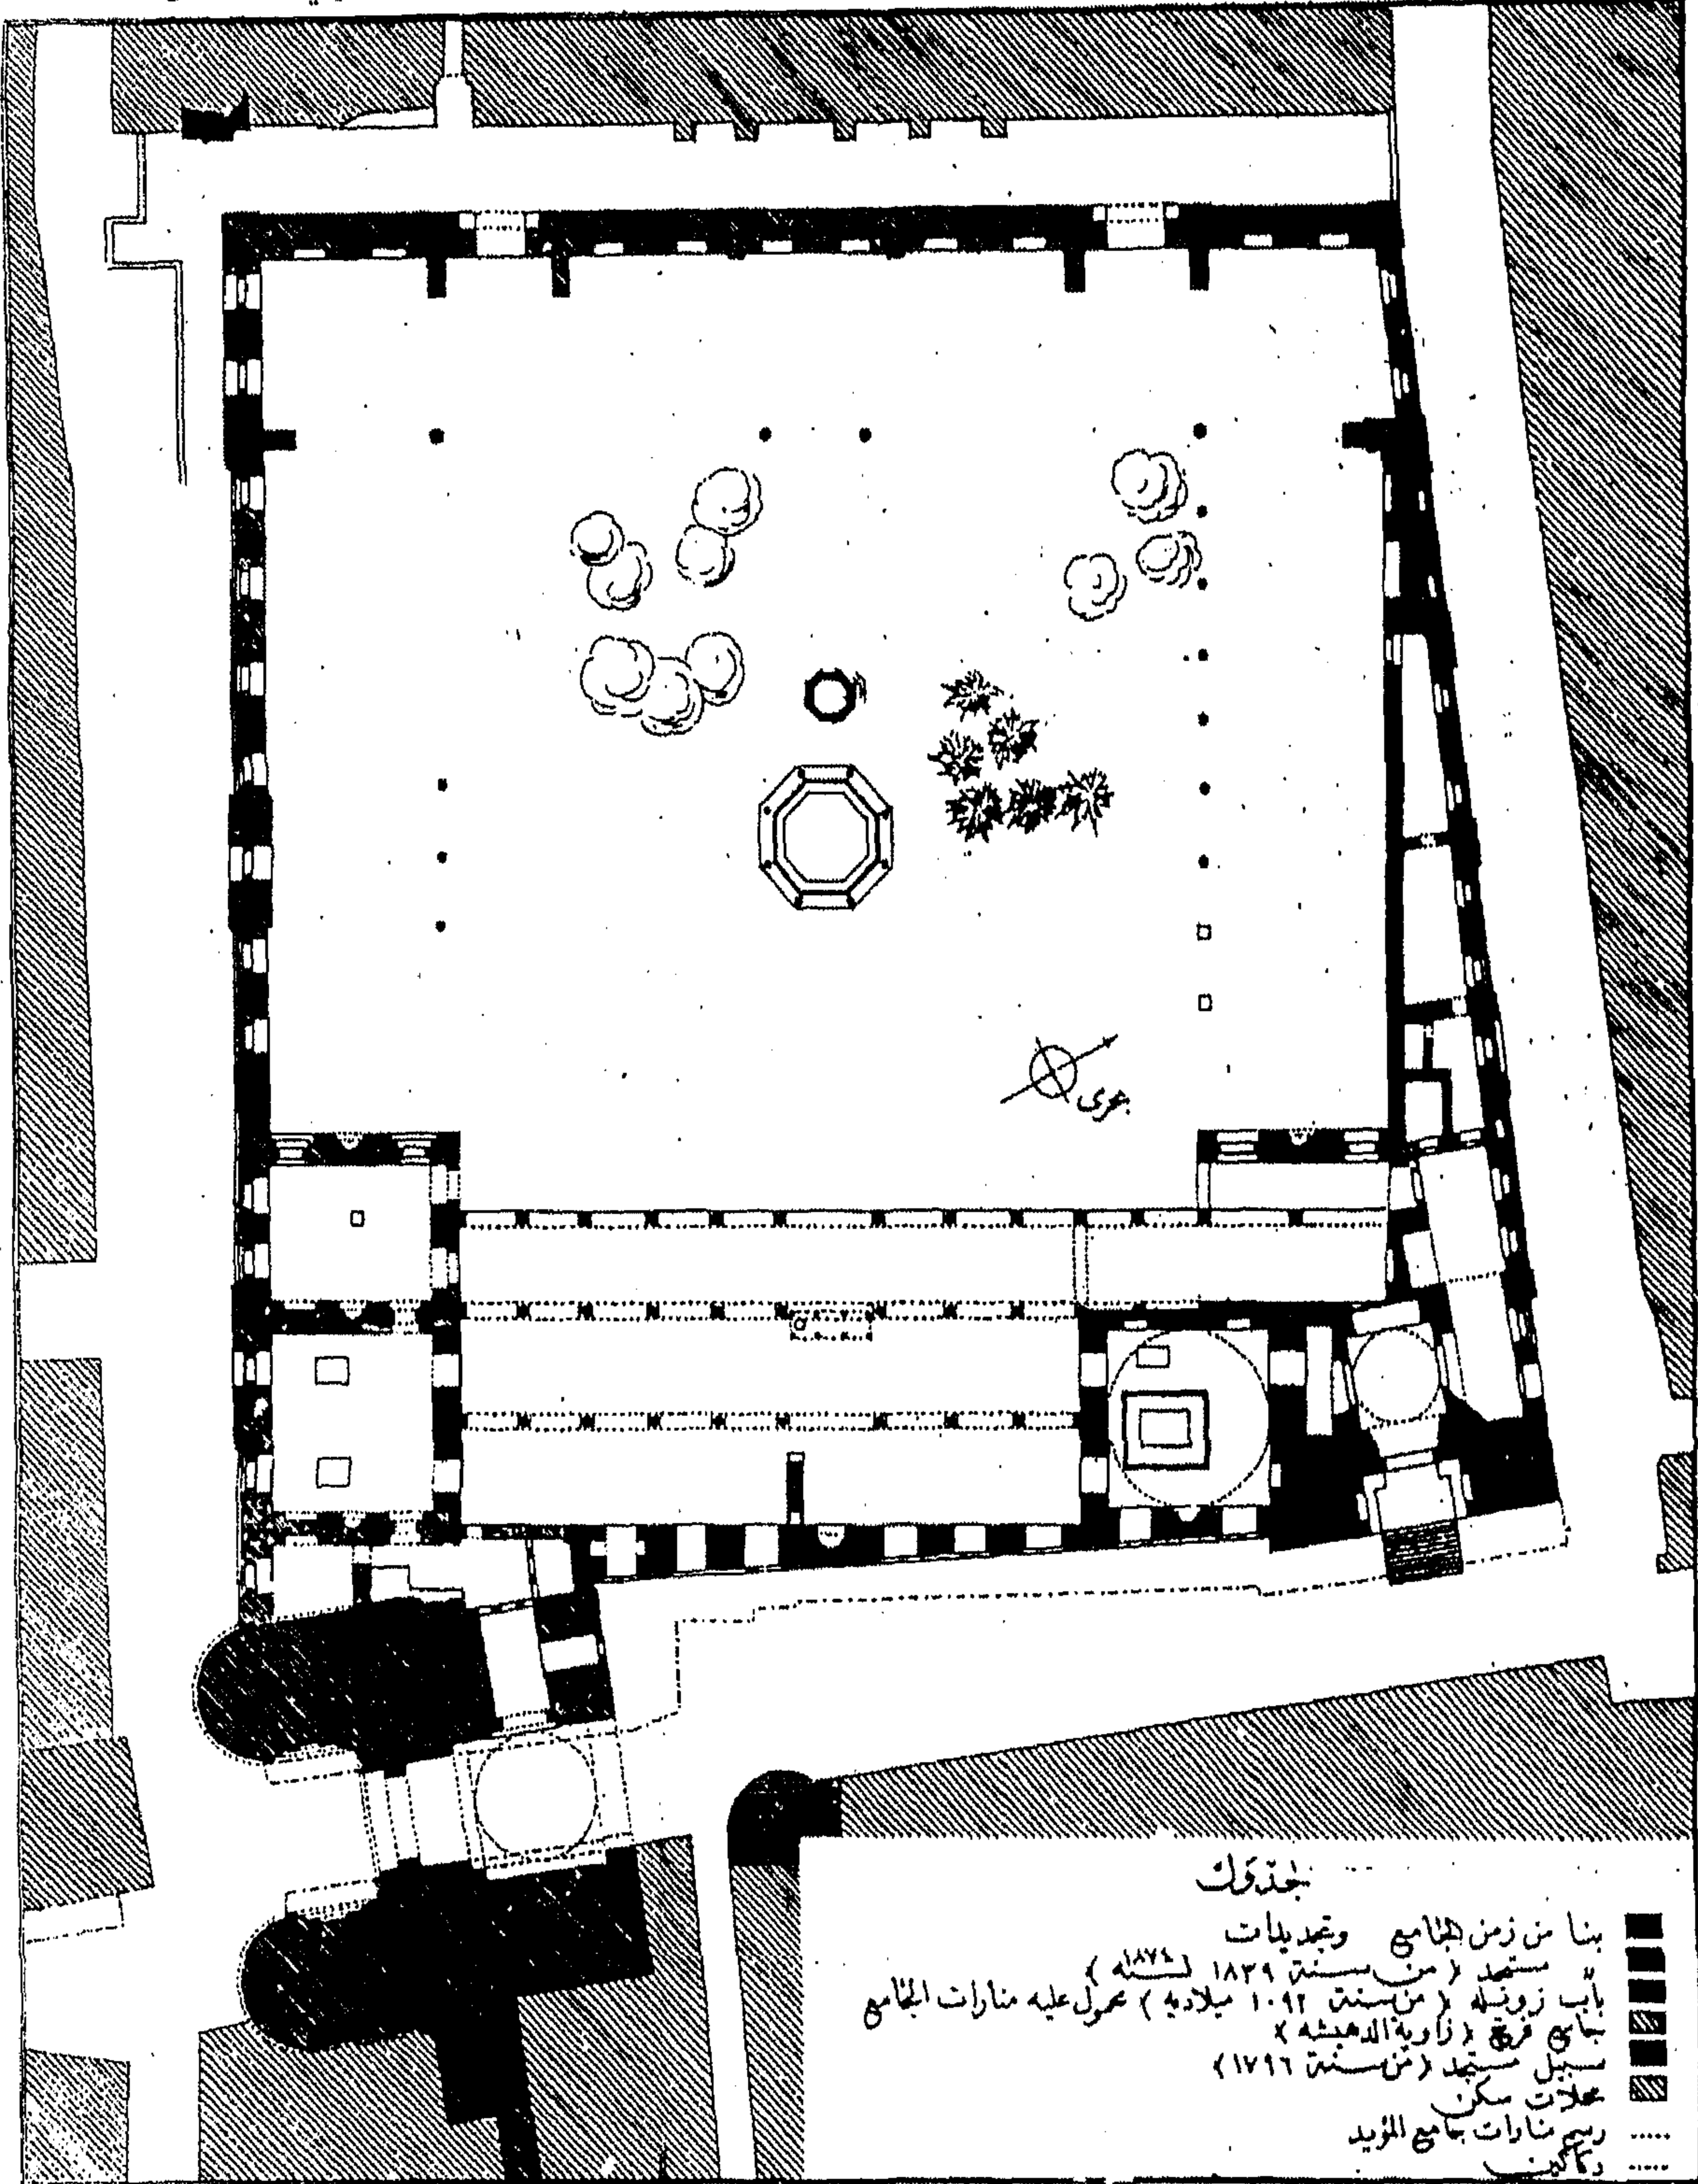 بحرى
الجدول
بنا من زمن الجامع وتجديدات
مستجد (من سنة ١٨٣٩ لسنه ١٨٧٤)
باب زويله (من سنة ١٠٩٢ ميلاديه) محمول عليه منارات الجامع
جامع فرج (زاوية الدهيشه)
سبيل مستجد (من سنة ١٧٩٦)
محلات سكن
رسم منارات جامع المؤيد
دكاكين